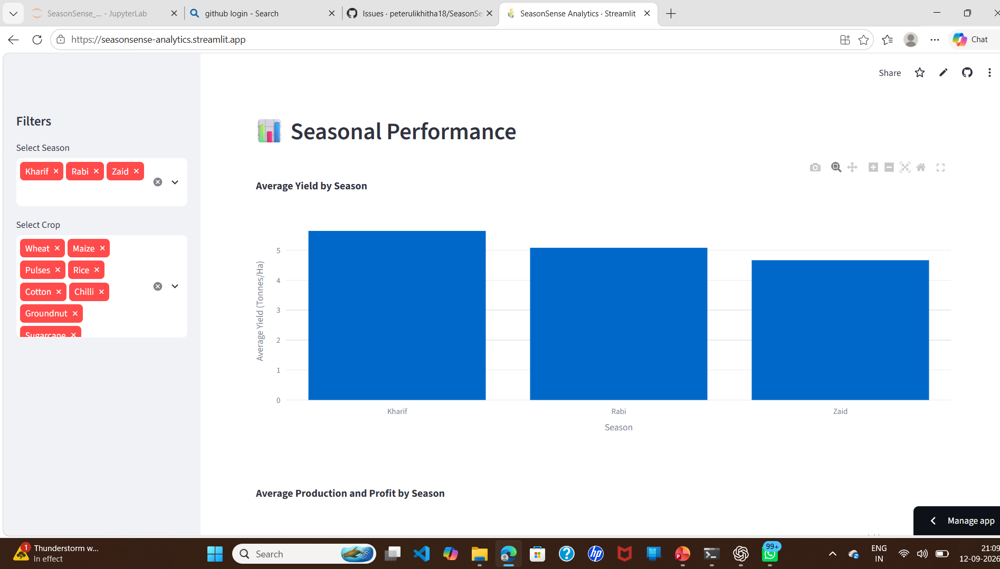 SeasonSense_... - JupyterLab
github login - Search
Issues · peterulikhitha18/SeasonSe
SeasonSense Analytics · Streamlit
https://seasonsense-analytics.streamlit.app
Chat
Share
Filters
Select Season
Kharif
Rabi
Zaid
Select Crop
Wheat
Maize
Pulses
Rice
Cotton
Chilli
Groundnut
Sugarcane
Seasonal Performance
Average Yield by Season
Average Yield (Tonnes/Ha)
5
4
3
2
1
0
Kharif
Rabi
Zaid
Season
Average Production and Profit by Season
Manage app
1
Thunderstorm w...
In effect
Search
hp
P
99+
ENG
IN
21:09
12-09-2026